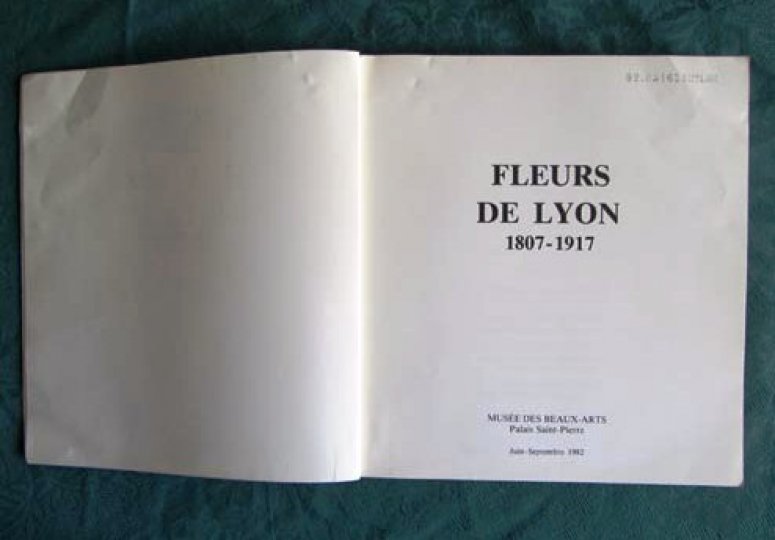 FLEURS
DE LYON
1807-1917
MUSÉE DES BEAUX-ARTS
Palais Saint-Pierre
Juin-Septembre 1982